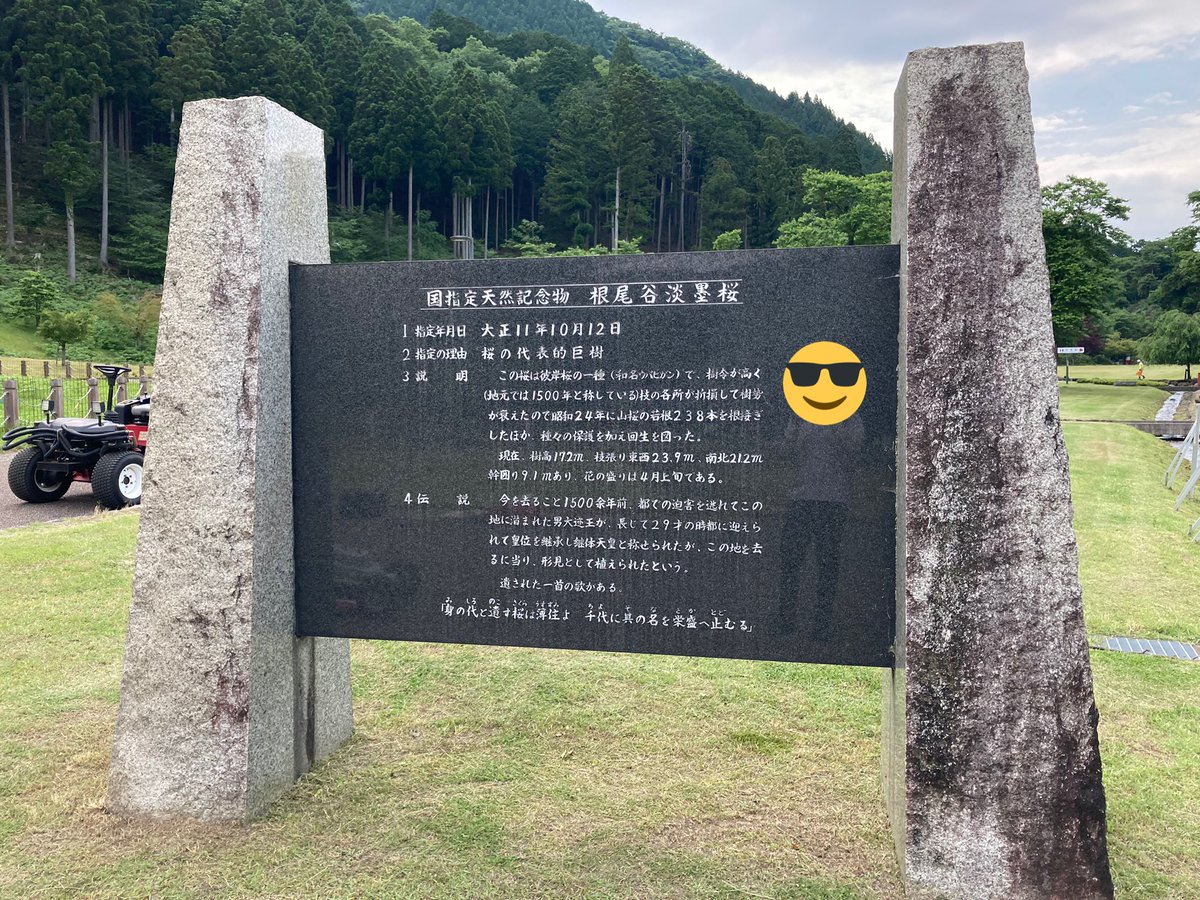 国指定天然記念物 根尾谷淡墨桜
1 指定年月日 大正11年10月12日
2 指定の理由 桜の代表的巨樹
3 説 明 この桜は彼岸桜の一種(和名ウバヒガン)で、樹令が高く
(地元では1500年と称している)枝の各所が折損して樹勢
が衰えたので昭和24年に山桜の若根238本を根接ぎ
したほか、種々の保護を加え回生を図った。
現在、樹高17.2m、枝張り東西23.9m、南北21.2m
幹囲り9.1mあり、花の盛りは4月上旬である。
4 伝 説 今を去ること1500余年前、都での迫害を逃れてこの
地に潜まれた男大迹王が、長じて29才の時都に迎えら
れて皇位を継承し継体天皇と称せられたが、この地を去
るに当り、形見として植えられたという。
遺された一首の歌がある。
「身の代と遺す桜は薄住よ 千代に其の名を栄盛へ止むる」